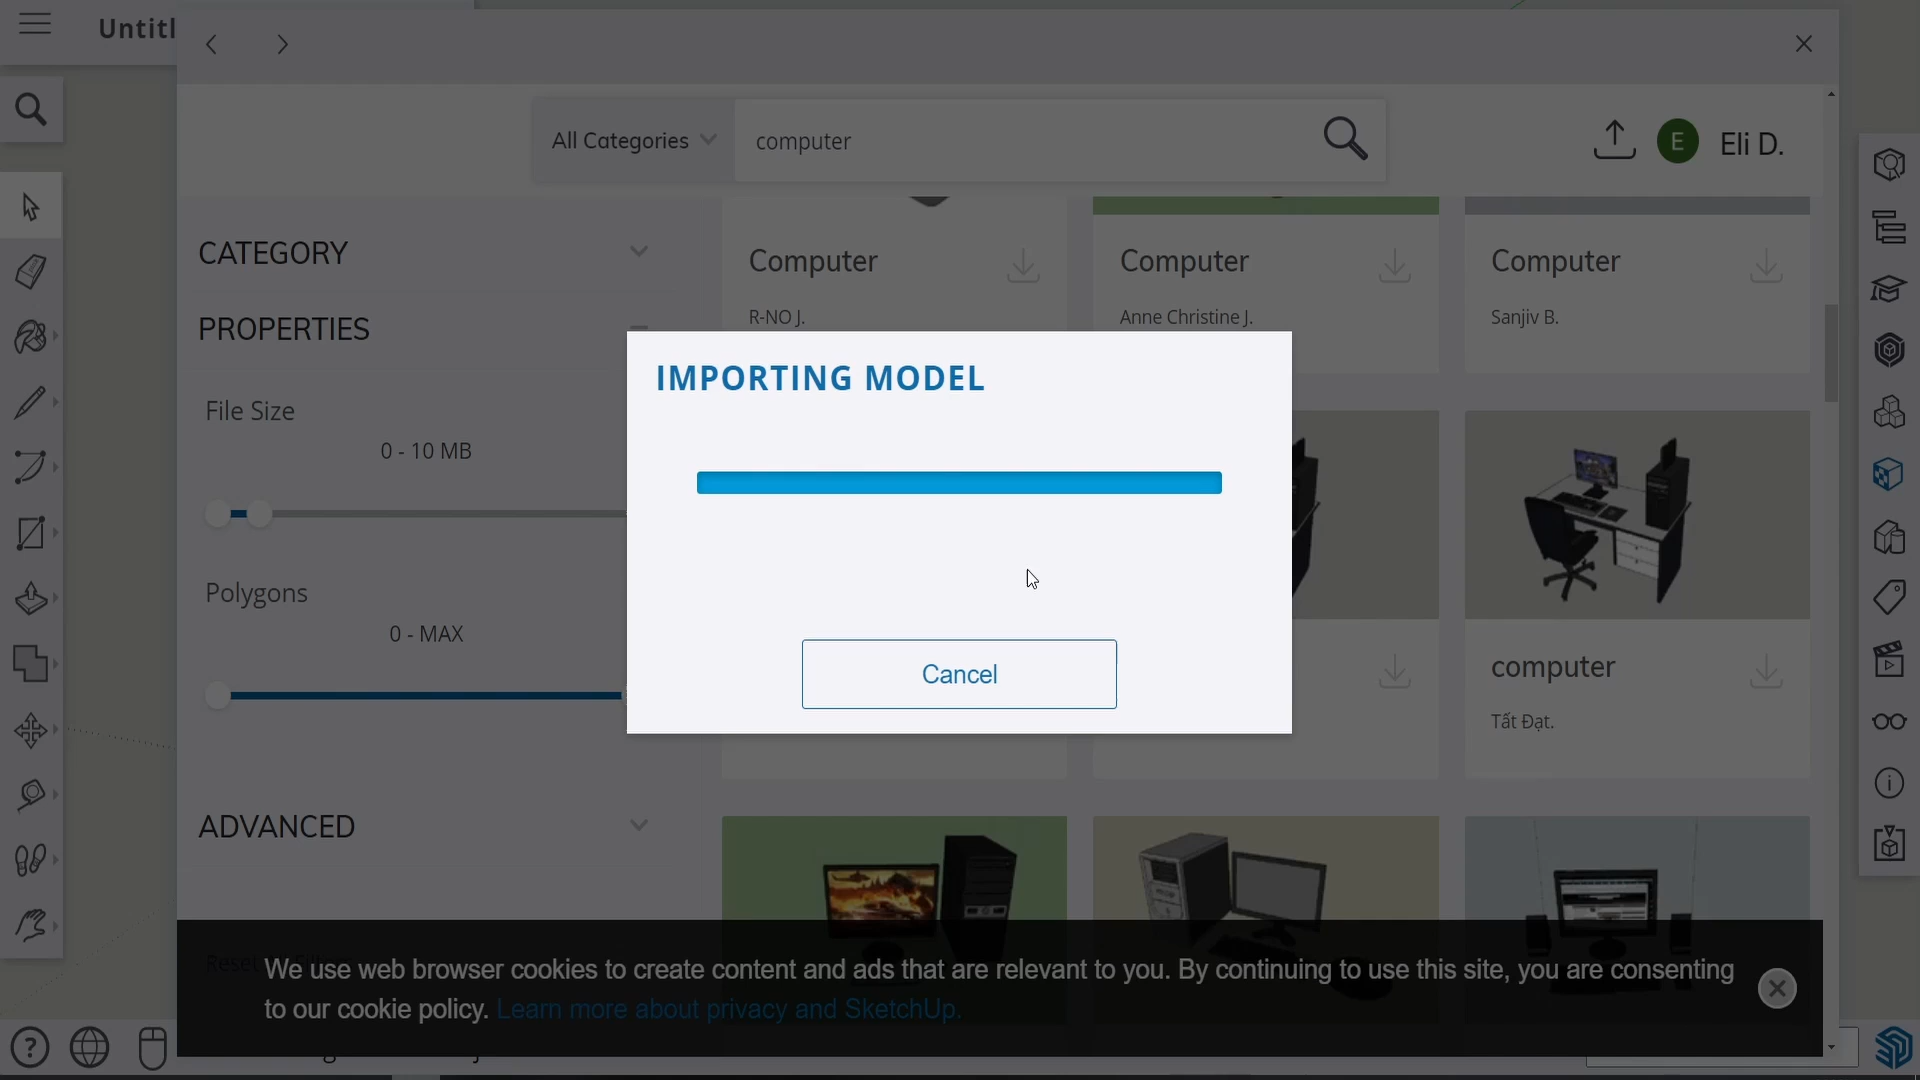 Untitl
All Categories
computer
E
Eli D.
CATEGORY
PROPERTIES
File Size
0 - 10 MB
Polygons
0 - MAX
ADVANCED
Computer
R-NO J.
Computer
Anne Christine J.
Computer
Sanjiv B.
IMPORTING MODEL
Cancel
computer
Tất Đạt.
Reset
We use web browser cookies to create content and ads that are relevant to you. By continuing to use this site, you are consenting
to our cookie policy. Learn more about privacy and SketchUp.